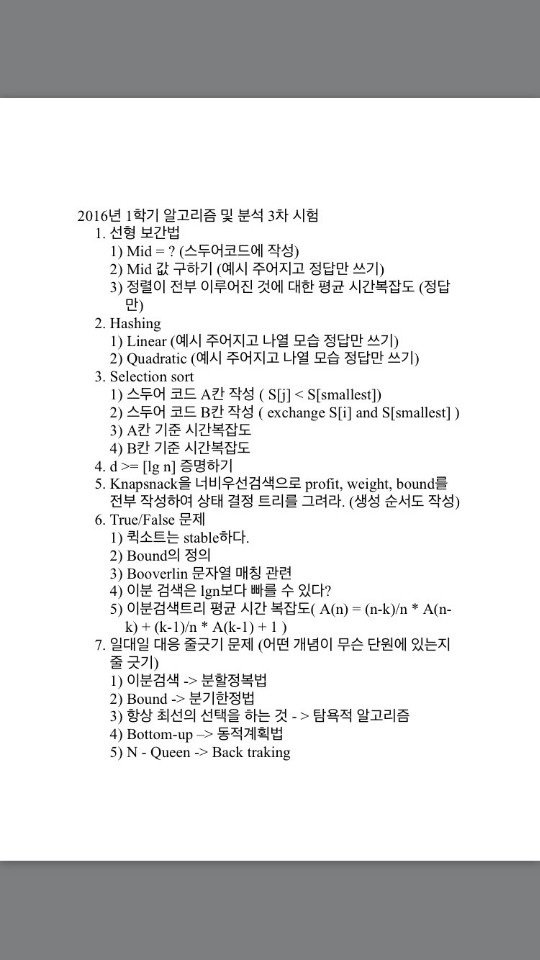 2016년 1학기 알고리즘 및 분석 3차 시험
1. 선형 보간법
1) Mid = ? (스두어코드에 작성)
2) Mid 값 구하기 (예시 주어지고 정답만 쓰기)
3) 정렬이 전부 이루어진 것에 대한 평균 시간복잡도 (정답
만)
2. Hashing
1) Linear (예시 주어지고 나열 모습 정답만 쓰기)
2) Quadratic (예시 주어지고 나열 모습 정답만 쓰기)
3. Selection sort
1) 스두어 코드 A칸 작성 ( S[j] < S[smallest])
2) 스두어 코드 B칸 작성 ( exchange S[i] and S[smallest] )
3) A칸 기준 시간복잡도
4) B칸 기준 시간복잡도
4. d >= [lg n] 증명하기
5. Knapsnack을 너비우선검색으로 profit, weight, bound를
전부 작성하여 상태 결정 트리를 그려라. (생성 순서도 작성)
6. True/False 문제
1) 퀵소트는 stable하다.
2) Bound의 정의
3) Booverlin 문자열 매칭 관련
4) 이분 검색은 lgn보다 빠를 수 있다?
5) 이분검색트리 평균 시간 복잡도( A(n) = (n-k)/n * A(n-
k) + (k-1)/n * A(k-1) + 1 )
7. 일대일 대응 줄긋기 문제 (어떤 개념이 무슨 단원에 있는지
줄 긋기)
1) 이분검색 -> 분할정복법
2) Bound -> 분기한정법
3) 항상 최선의 선택을 하는 것 - > 탐욕적 알고리즘
4) Bottom-up –> 동적계획법
5) N - Queen -> Back traking